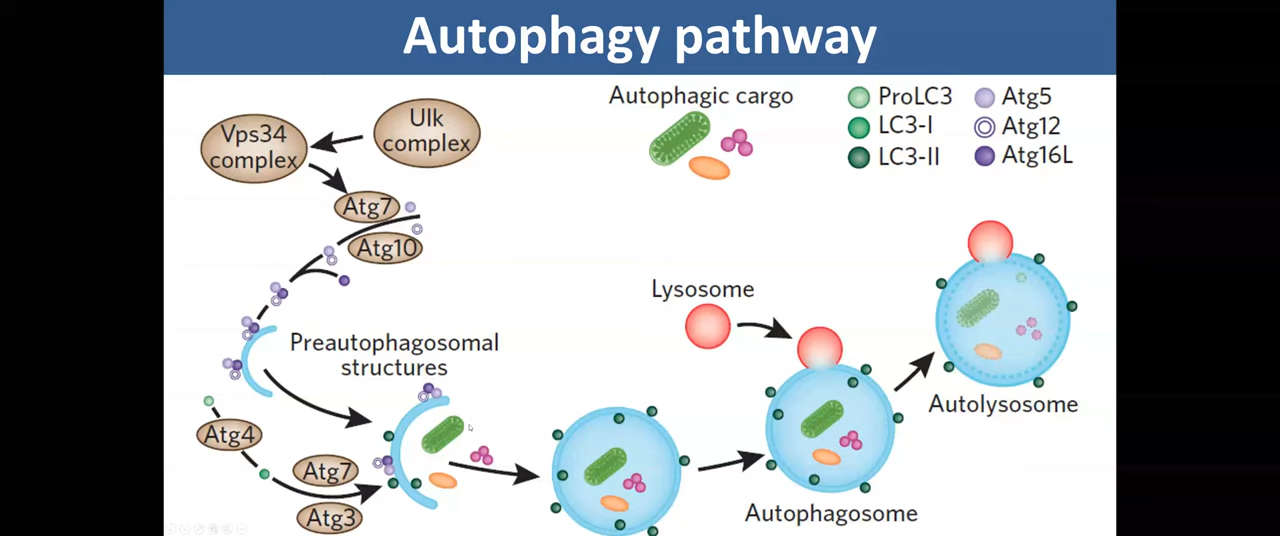 Autophagy pathway
Vps34
complex
Ulk
complex
Autophagic cargo
ProLC3
LC3-I
LC3-II
Atg5
Atg12
Atg16L
Atg7
Atg10
Lysosome
Preautophagosomal
structures
Atg4
Atg7
Atg3
Autophagosome
Autolysosome